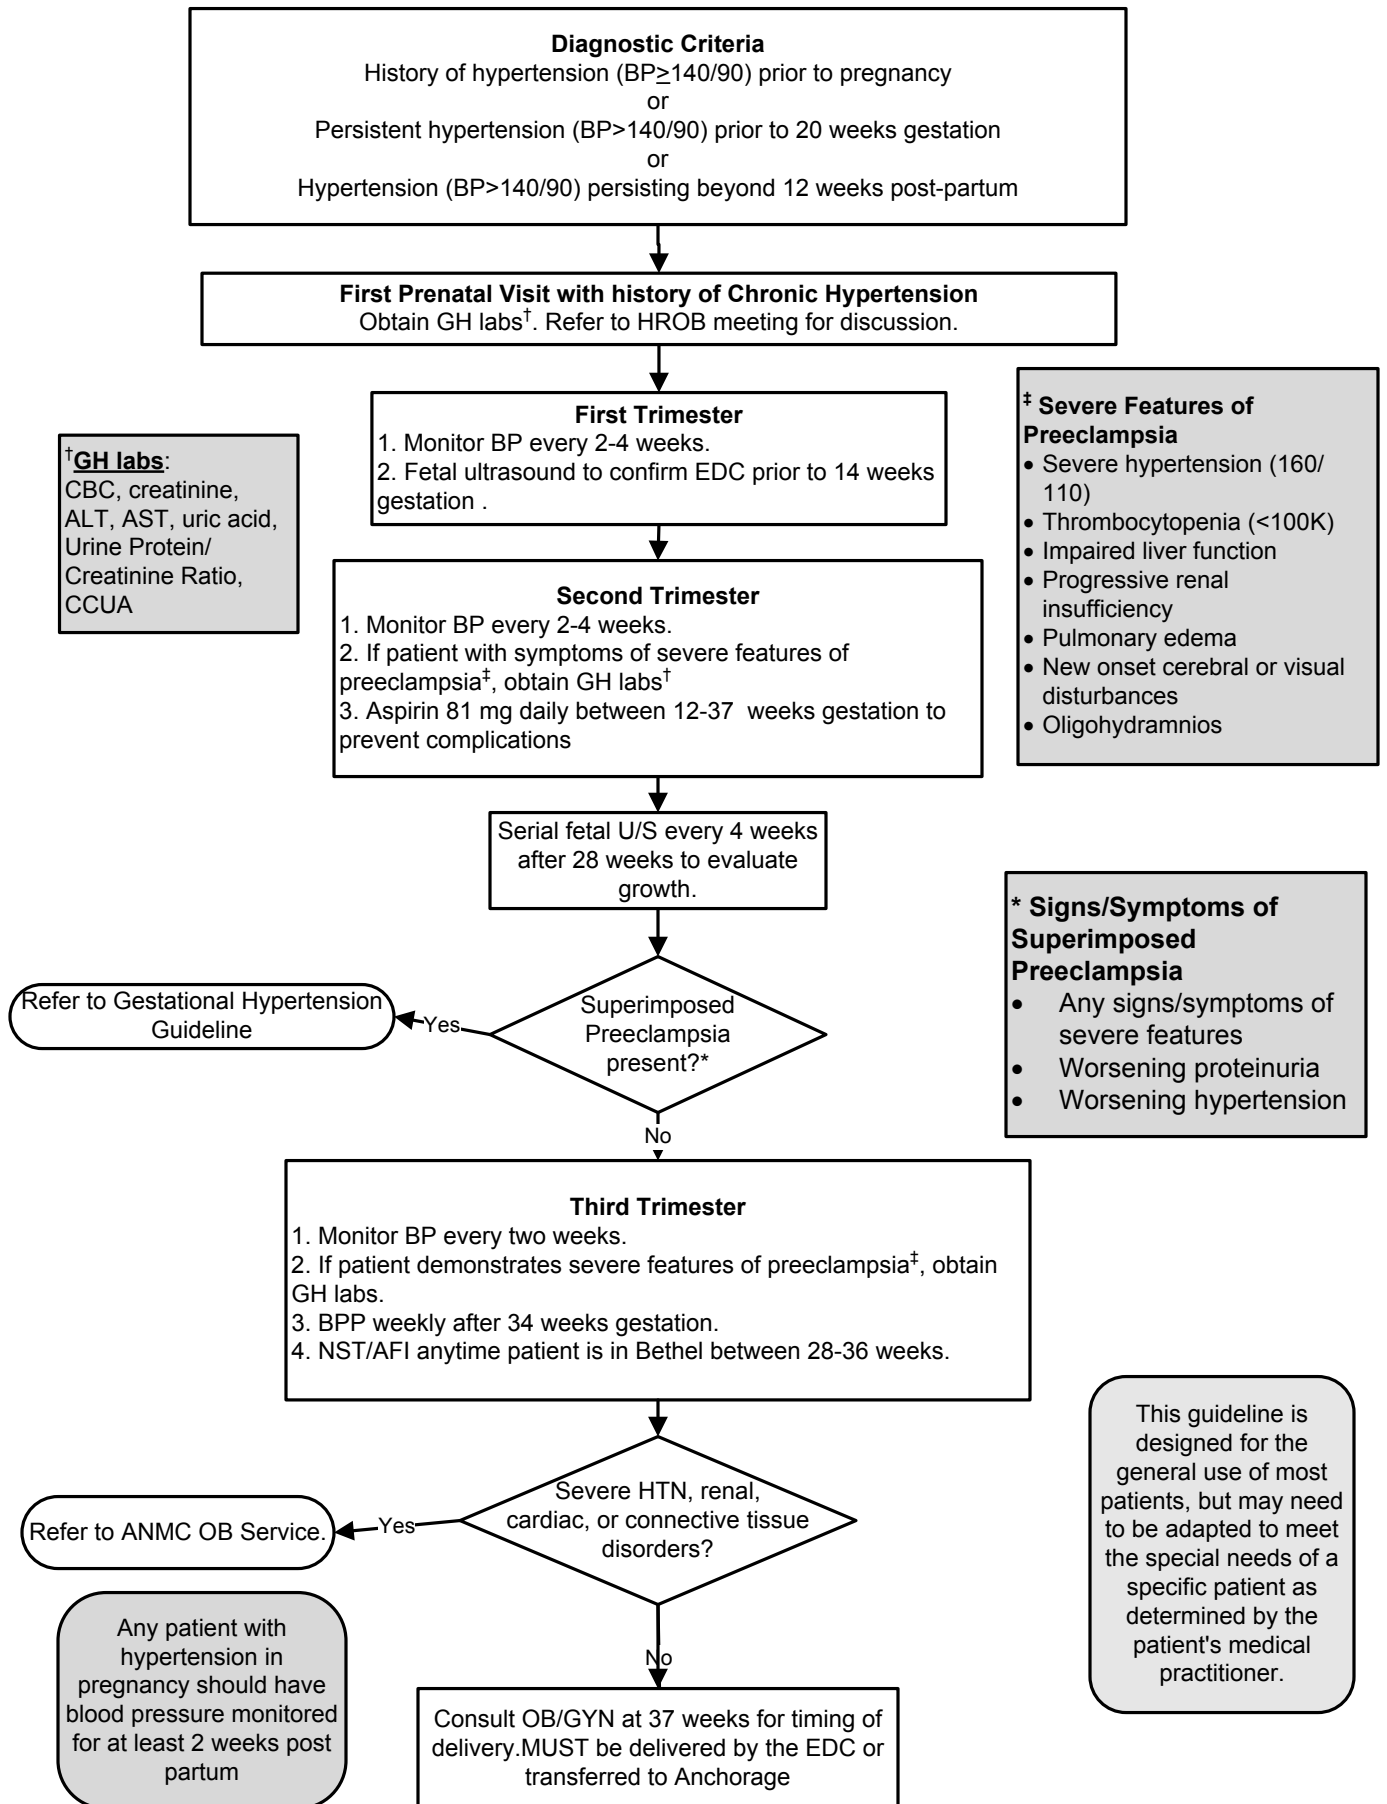 Diagnostic Criteria
History of hypertension (BP≥140/90) prior to pregnancy
or
Persistent hypertension (BP>140/90) prior to 20 weeks gestation
or
Hypertension (BP>140/90) persisting beyond 12 weeks post-partum
First Prenatal Visit with history of Chronic Hypertension
Obtain GH labs†. Refer to HROB meeting for discussion.
First Trimester
1. Monitor BP every 2-4 weeks.
2. Fetal ultrasound to confirm EDC prior to 14 weeks
gestation .
†GH labs:
CBC, creatinine,
ALT, AST, uric acid,
Urine Protein/
Creatinine Ratio,
CCUA
‡ Severe Features of
Preeclampsia
• Severe hypertension (160/
110)
• Thrombocytopenia (<100K)
• Impaired liver function
• Progressive renal
insufficiency
• Pulmonary edema
• New onset cerebral or visual
disturbances
• Oligohydramnios
Second Trimester
1. Monitor BP every 2-4 weeks.
2. If patient with symptoms of severe features of
preeclampsia‡, obtain GH labs†
3. Aspirin 81 mg daily between 12-37 weeks gestation to
prevent complications
Serial fetal U/S every 4 weeks
after 28 weeks to evaluate
growth.
* Signs/Symptoms of
Superimposed
Preeclampsia
• Any signs/symptoms of
severe features
• Worsening proteinuria
• Worsening hypertension
Superimposed
Preeclampsia
present?*
Yes
Refer to Gestational Hypertension
Guideline
No
Third Trimester
1. Monitor BP every two weeks.
2. If patient demonstrates severe features of preeclampsia‡, obtain
GH labs.
3. BPP weekly after 34 weeks gestation.
4. NST/AFI anytime patient is in Bethel between 28-36 weeks.
Severe HTN, renal,
cardiac, or connective tissue
disorders?
Yes
Refer to ANMC OB Service.
No
Consult OB/GYN at 37 weeks for timing of
delivery.MUST be delivered by the EDC or
transferred to Anchorage
Any patient with
hypertension in
pregnancy should have
blood pressure monitored
for at least 2 weeks post
partum
This guideline is
designed for the
general use of most
patients, but may need
to be adapted to meet
the special needs of a
specific patient as
determined by the
patient's medical
practitioner.